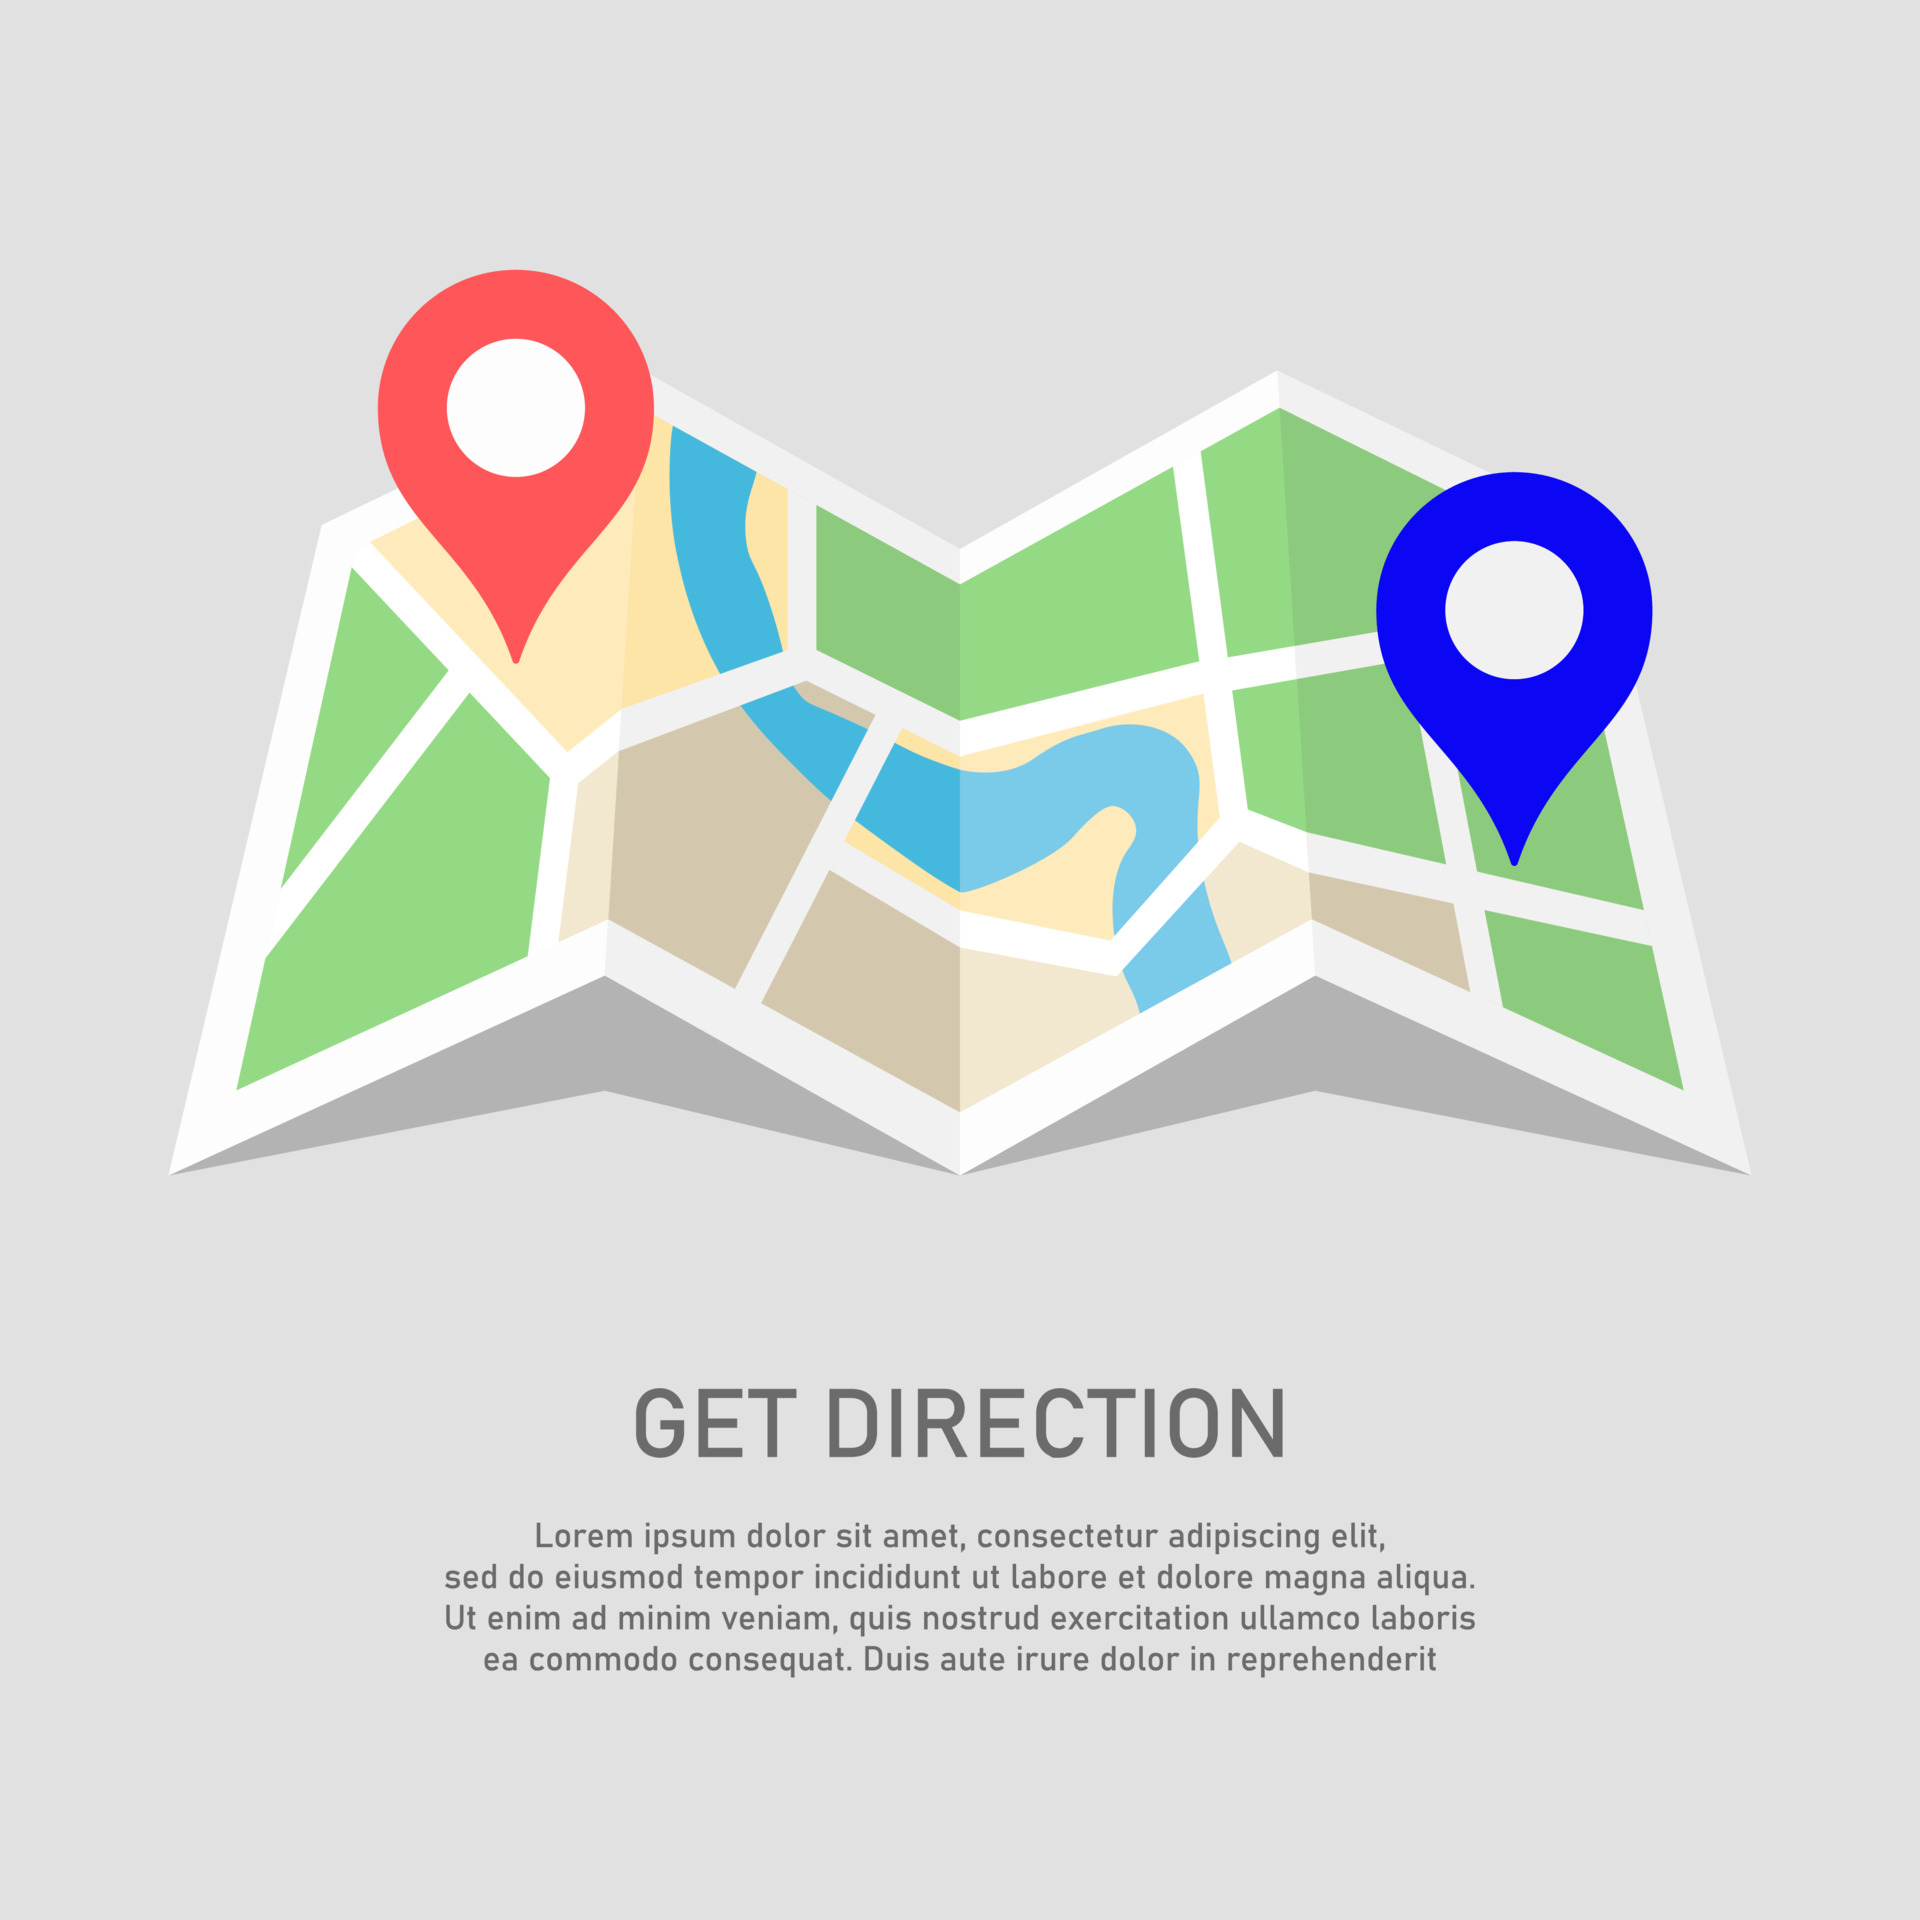 GET DIRECTION
Lorem ipsum dolor sit amet, consectetur adipiscing elit,
sed do eiusmod tempor incididunt ut labore et dolore magna aliqua.
Ut enim ad minim veniam, quis nostrud exercitation ullamco laboris
ea commodo consequat. Duis aute irure dolor in reprehenderit